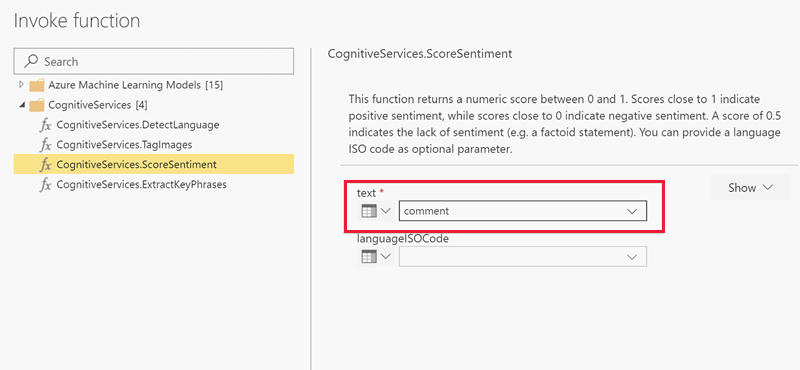 Invoke function
Search
Azure Machine Learning Models [15]
CognitiveServices [4]
fx CognitiveServices.DetectLanguage
fx CognitiveServices.TagImages
fx CognitiveServices.ScoreSentiment
fx CognitiveServices.ExtractKeyPhrases
CognitiveServices.ScoreSentiment
This function returns a numeric score between 0 and 1. Scores close to 1 indicate
positive sentiment, while scores close to 0 indicate negative sentiment. A score of 0.5
indicates the lack of sentiment (e.g. a factoid statement). You can provide a language
ISO code as optional parameter.
Show
text *
comment
languageISOCode